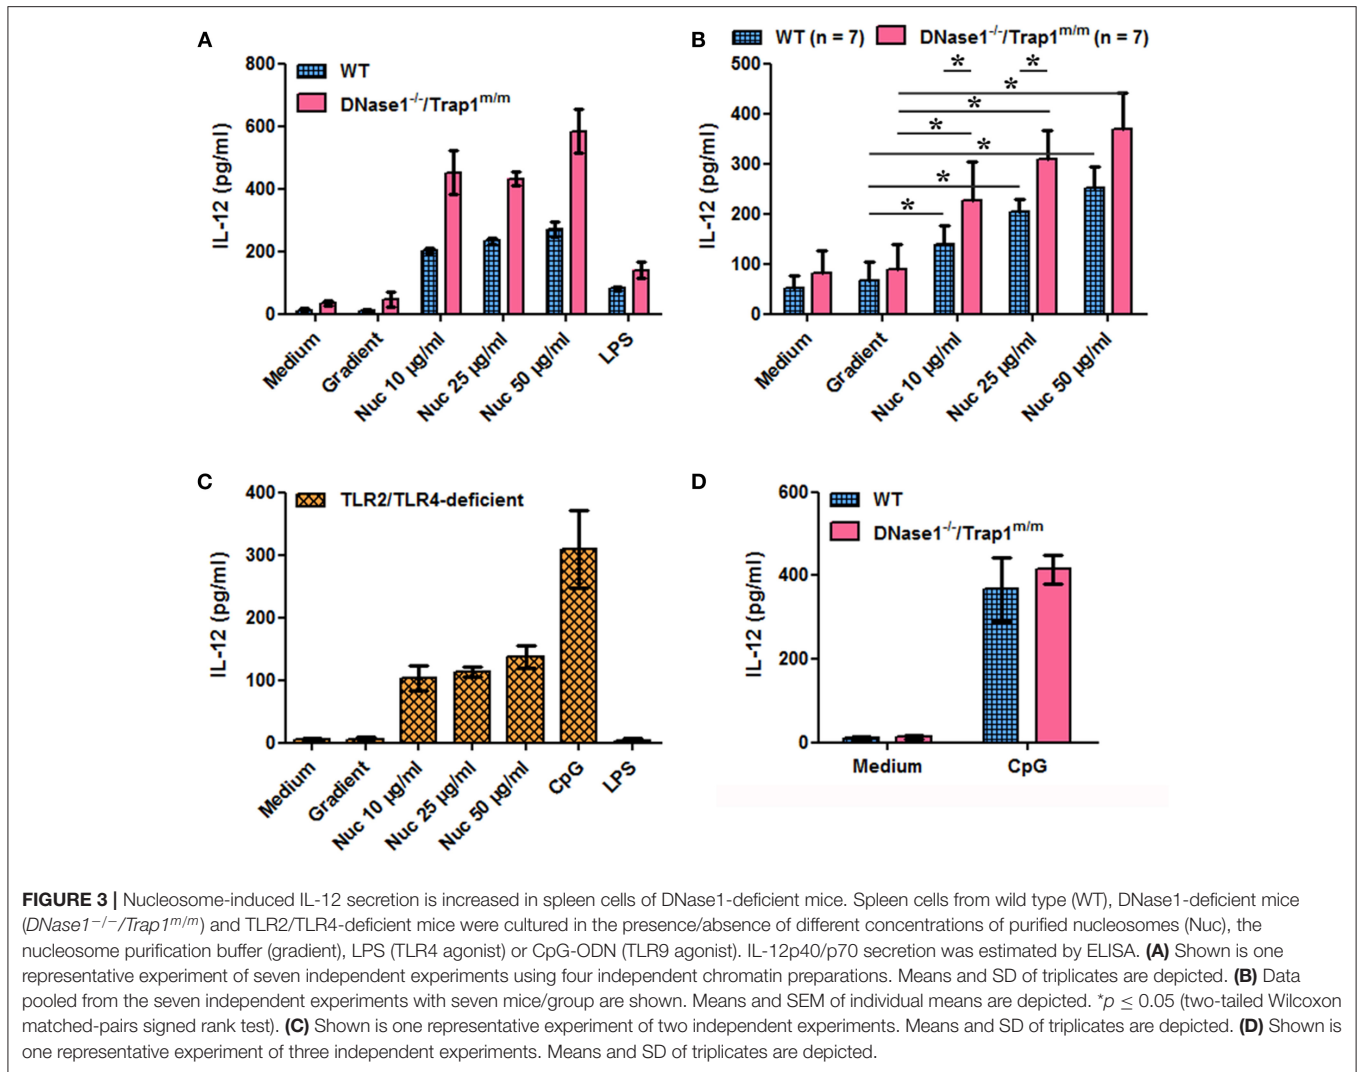 A
800
600
400
200
0
IL-12 (pg/ml)
WT
DNase1-/-/Trap1m/m
Medium
Gradient
Nuc 10 µg/ml
Nuc 25 µg/ml
Nuc 50 µg/ml
LPS
B
WT (n = 7)
DNase1-/-/Trap1m/m (n = 7)
500
400
300
200
100
0
IL-12 (pg/ml)
* *
*
*
*
*
*
*
Medium
Gradient
Nuc 10 µg/ml
Nuc 25 µg/ml
Nuc 50 µg/ml
C
400
300
200
100
0
IL-12 (pg/ml)
TLR2/TLR4-deficient
Medium
Gradient
Nuc 10 µg/ml
Nuc 25 µg/ml
Nuc 50 µg/ml
CpG
LPS
D
600
400
200
0
IL-12 (pg/ml)
WT
DNase1-/-/Trap1m/m
Medium
CpG
FIGURE 3 | Nucleosome-induced IL-12 secretion is increased in spleen cells of DNase1-deficient mice. Spleen cells from wild type (WT), DNase1-deficient mice
(DNase1−/−/Trap1m/m) and TLR2/TLR4-deficient mice were cultured in the presence/absence of different concentrations of purified nucleosomes (Nuc), the
nucleosome purification buffer (gradient), LPS (TLR4 agonist) or CpG-ODN (TLR9 agonist). IL-12p40/p70 secretion was estimated by ELISA. (A) Shown is one
representative experiment of seven independent experiments using four independent chromatin preparations. Means and SD of triplicates are depicted. (B) Data
pooled from the seven independent experiments with seven mice/group are shown. Means and SEM of individual means are depicted. *p ≤ 0.05 (two-tailed Wilcoxon
matched-pairs signed rank test). (C) Shown is one representative experiment of two independent experiments. Means and SD of triplicates are depicted. (D) Shown is
one representative experiment of three independent experiments. Means and SD of triplicates are depicted.